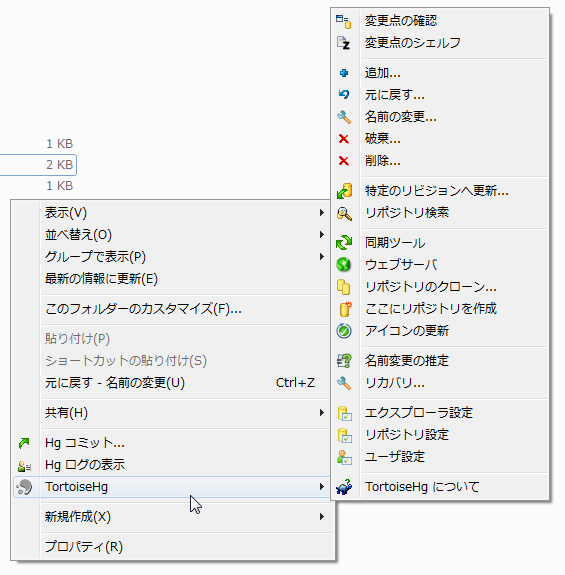 1 KB
2 KB
1 KB
表示(V)
並べ替え(O)
グループで表示(P)
最新の情報に更新(E)
このフォルダーのカスタマイズ(F)...
貼り付け(P)
ショートカットの貼り付け(S)
元に戻す - 名前の変更(U) Ctrl+Z
共有(H)
Hg コミット...
Hg ログの表示
TortoiseHg
新規作成(X)
プロパティ(R)
変更点の確認
変更点のシェルフ
追加...
元に戻す...
名前の変更...
破棄...
削除...
特定のリビジョンへ更新...
リポジトリ検索
同期ツール
ウェブサーバ
リポジトリのクローン...
ここにリポジトリを作成
アイコンの更新
名前変更の推定
リカバリ...
エクスプローラ設定
リポジトリ設定
ユーザ設定
TortoiseHg について